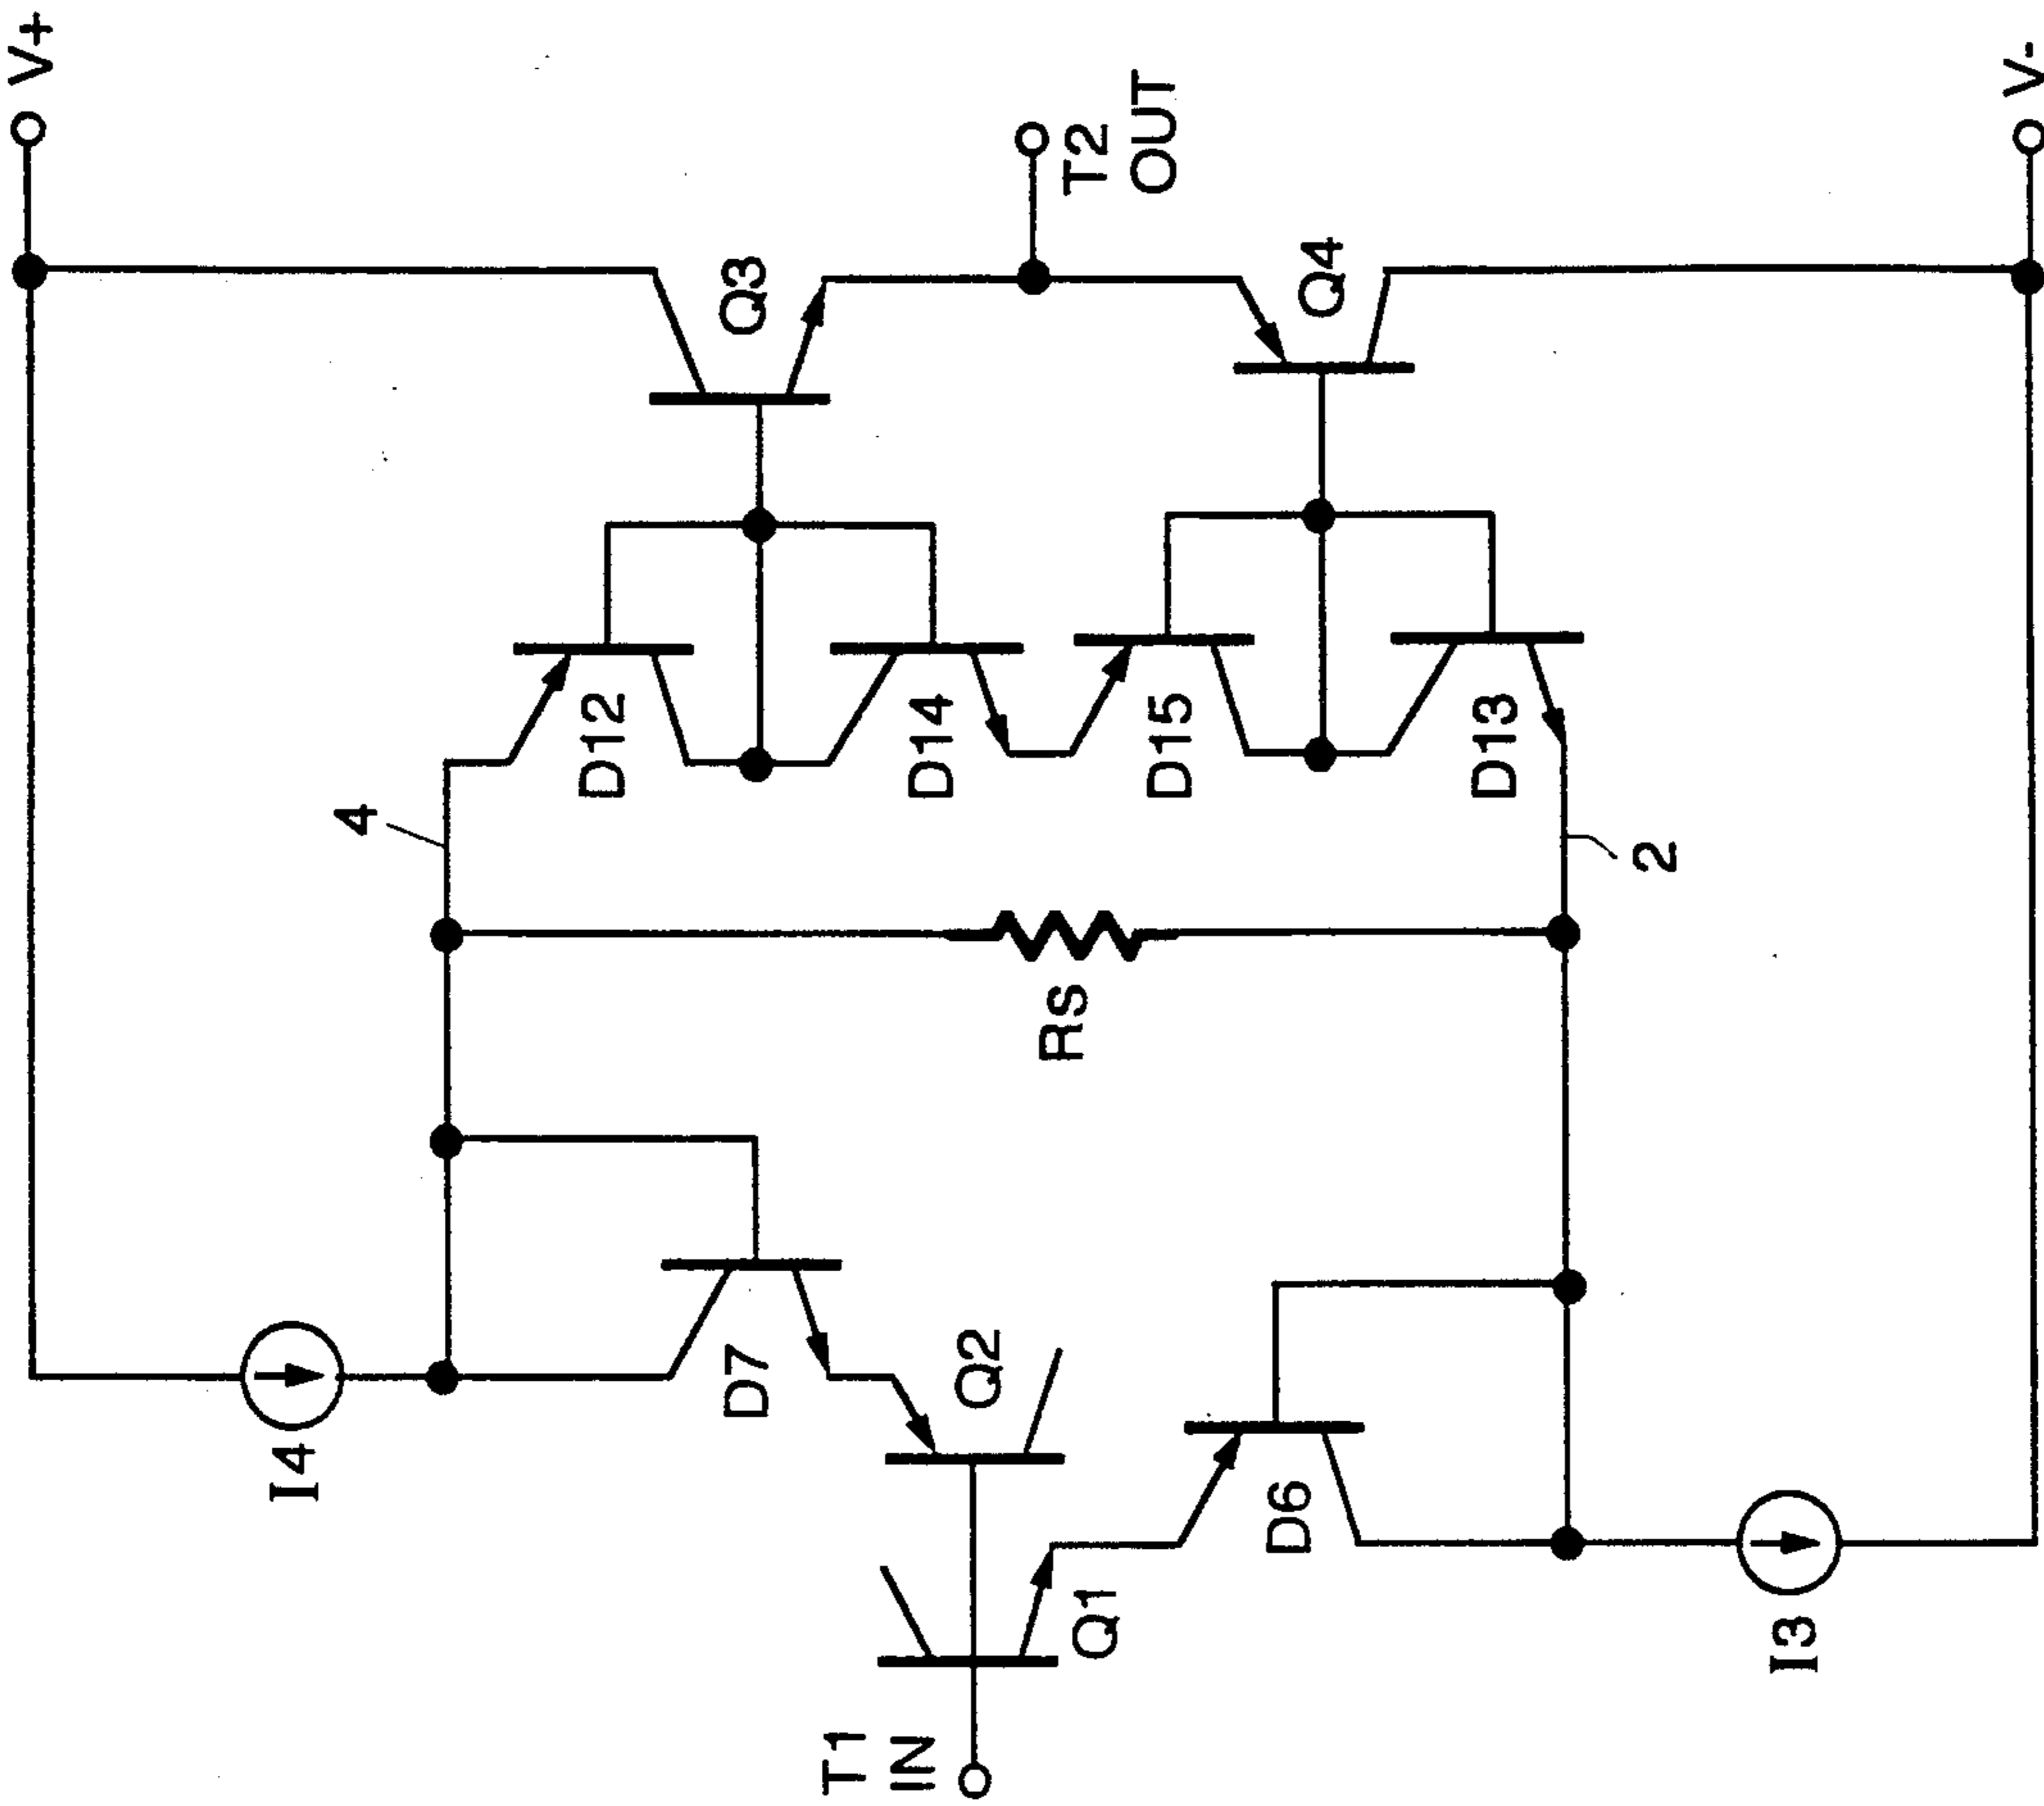 V+
I4
4
D7
Q2
T1
IN
Q1
D6
I3
Rs
2
D12
D14
D15
D13
Q3
Q4
T2
OUT
V-